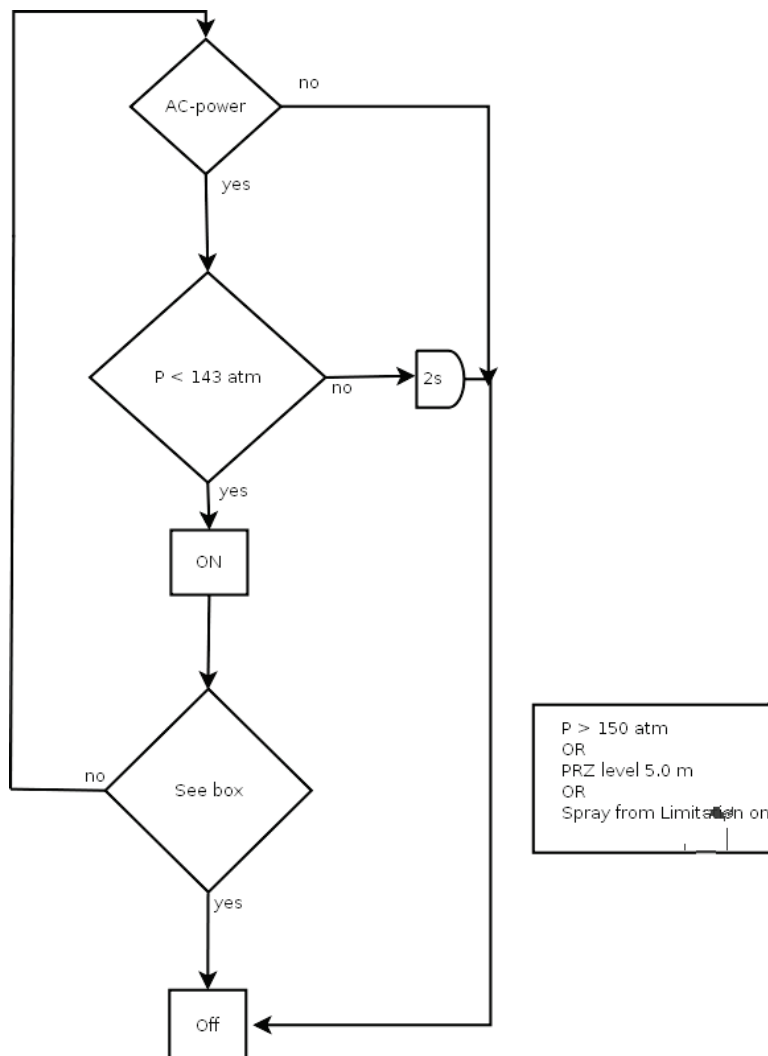 AC-power
no
yes
P < 143 atm
no
2s
yes
ON
See box
no
yes
Off
P > 150 atm
OR
PRZ level 5.0 m
OR
Spray from Limitation on